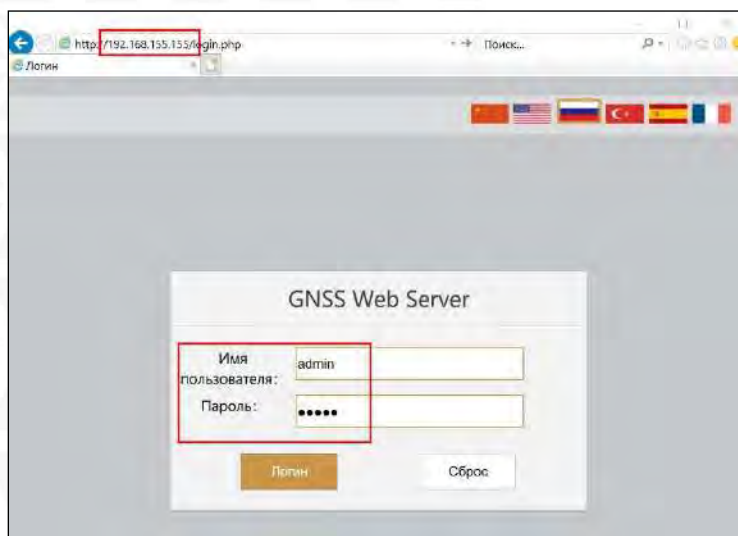 http://192.168.155.155/login.php
Поиск...
Логин
GNSS Web Server
Имя
пользователя:
admin
Пароль:
•••••
Логин
Сброс